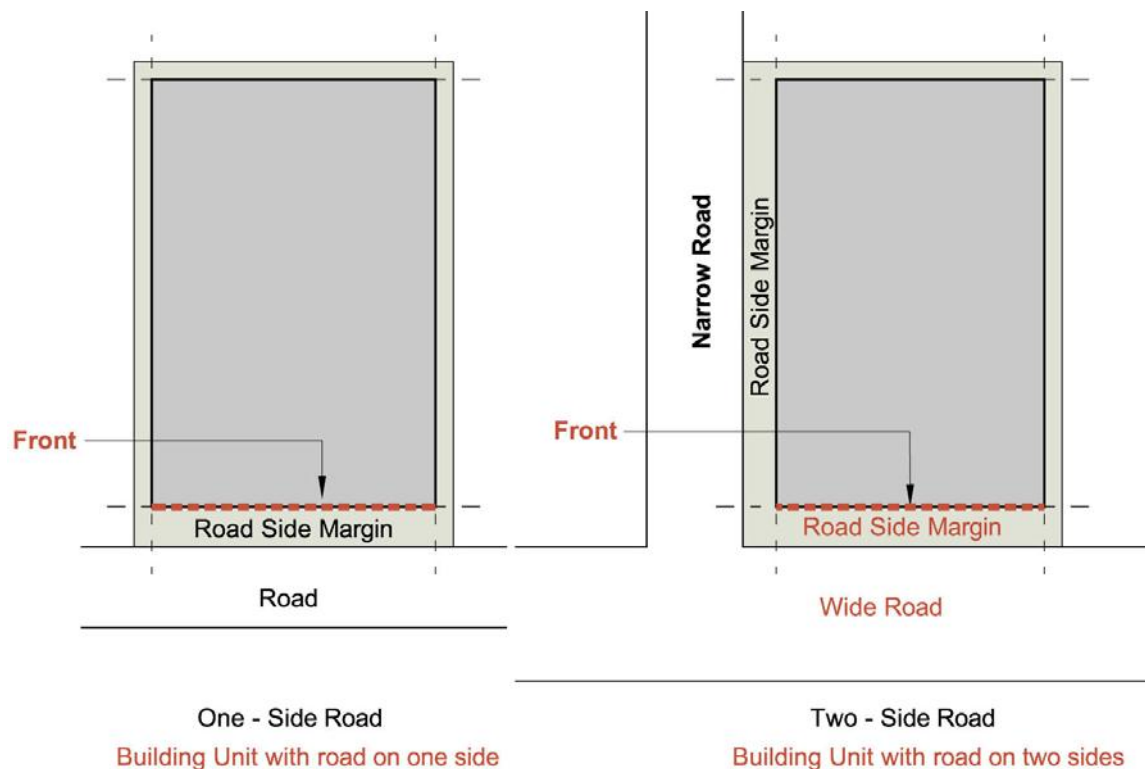 Front
Road Side Margin
Road
One - Side Road
Building Unit with road on one side
Narrow Road
Road Side Margin
Front
Road Side Margin
Wide Road
Two - Side Road
Building Unit with road on two sides